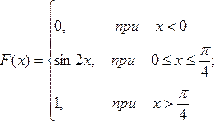 F(x) = { 0, при x < 0
sin 2x, при 0 ≤ x ≤ π/4;
1, при x > π/4